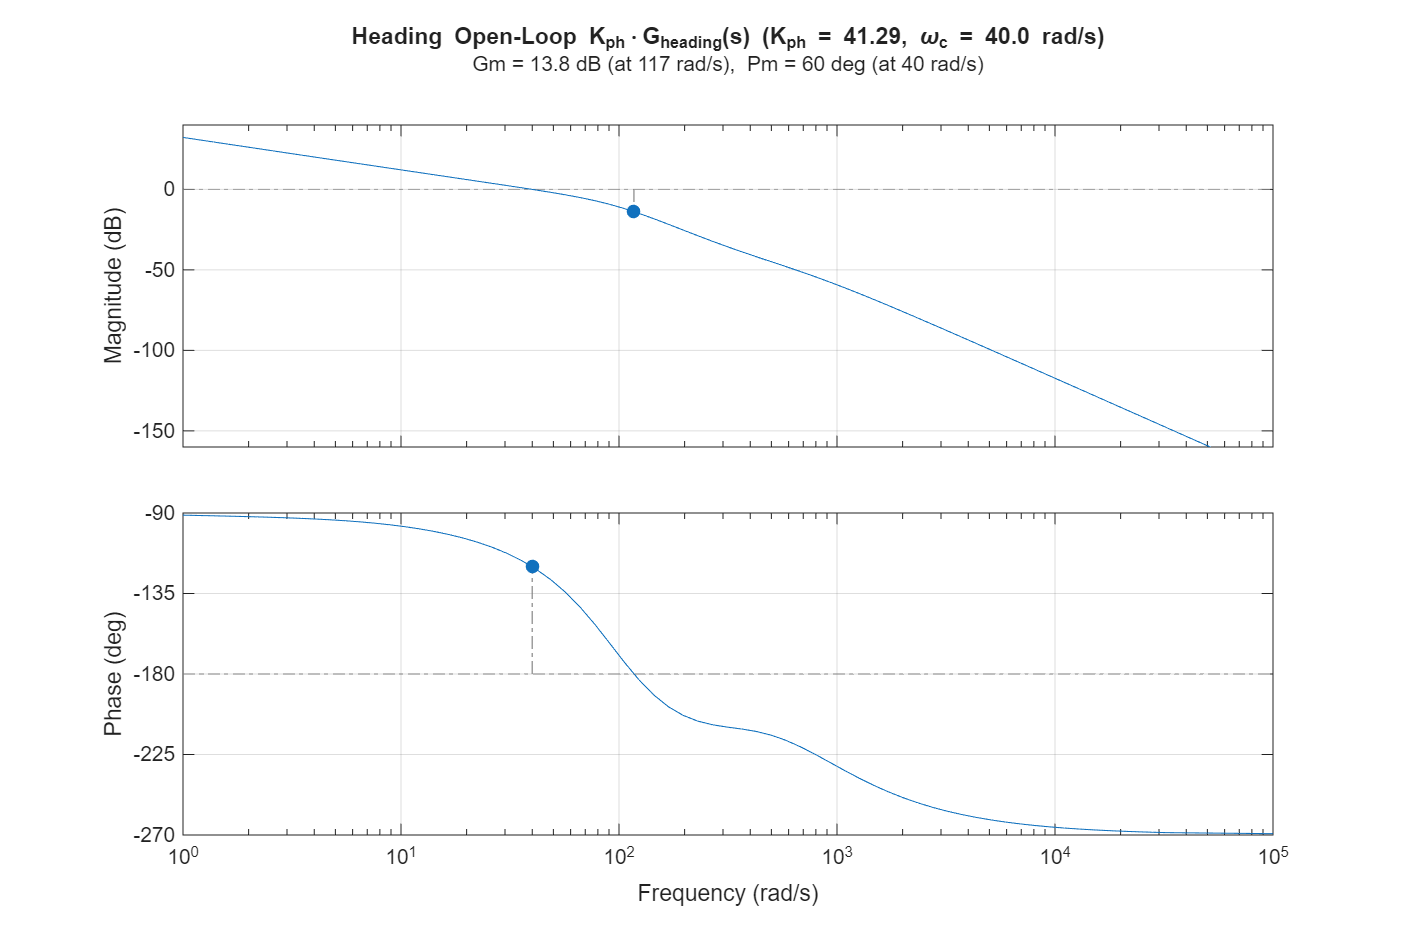 Heading Open-Loop K_ph · G_heading(s) (K_ph = 41.29, ω_c = 40.0 rad/s)
Gm = 13.8 dB (at 117 rad/s), Pm = 60 deg (at 40 rad/s)
Magnitude (dB)
0
-50
-100
-150
Phase (deg)
-90
-135
-180
-225
-270
10^0 10^1 10^2 10^3 10^4 10^5
Frequency (rad/s)